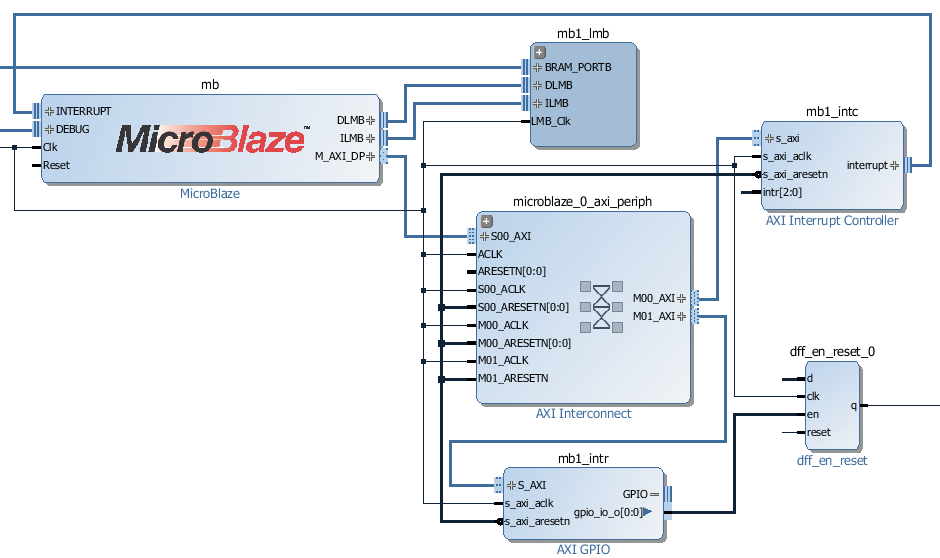 mb
INTERRUPT
DEBUG
Clk
Reset
MicroBlaze™
DLMB
ILMB
M_AXI_DP
MicroBlaze
mb1_lmb
BRAM_PORTB
DLMB
ILMB
LMB_Clk
mb1_intc
s_axi
s_axi_aclk
s_axi_aresetn
intr[2:0]
interrupt
AXI Interrupt Controller
microblaze_0_axi_periph
S00_AXI
ACLK
ARESETN[0:0]
S00_ACLK
S00_ARESETN[0:0]
M00_ACLK
M00_ARESETN[0:0]
M01_ACLK
M01_ARESETN
M00_AXI
M01_AXI
AXI Interconnect
dff_en_reset_0
d
clk
en
reset
q
dff_en_reset
mb1_intr
S_AXI
s_axi_aclk
s_axi_aresetn
GPIO
gpio_io_o[0:0]
AXI GPIO